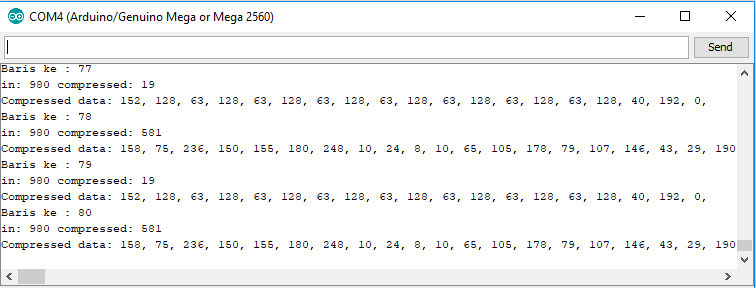 COM4 (Arduino/Genuino Mega or Mega 2560)
Send
Baris ke : 77
in: 980 compressed: 19
Compressed data: 152, 128, 63, 128, 63, 128, 63, 128, 63, 128, 63, 128, 63, 128, 63, 128, 40, 192, 0,
Baris ke : 78
in: 980 compressed: 581
Compressed data: 158, 75, 236, 150, 155, 180, 248, 10, 24, 8, 10, 65, 105, 178, 79, 107, 146, 43, 29, 190
Baris ke : 79
in: 980 compressed: 19
Compressed data: 152, 128, 63, 128, 63, 128, 63, 128, 63, 128, 63, 128, 63, 128, 63, 128, 40, 192, 0,
Baris ke : 80
in: 980 compressed: 581
Compressed data: 158, 75, 236, 150, 155, 180, 248, 10, 24, 8, 10, 65, 105, 178, 79, 107, 146, 43, 29, 190